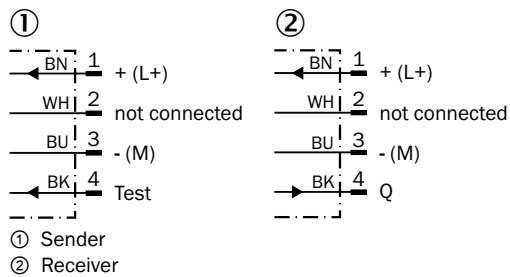 ① ②
BN 1 + (L+) BN 1 + (L+)
WH 2 not connected WH 2 not connected
BU 3 - (M) BU 3 - (M)
BK 4 Test BK 4 Q
① Sender
② Receiver